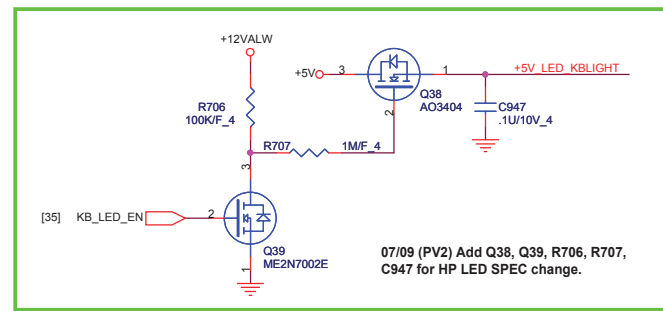 +12VALW
+5V
3
1
+5V_LED_KBLIGHT
R706
100K/F_4
Q38
AO3404
2
C947
.1U/10V_4
R707
1M/F_4
3
[35]
KB_LED_EN
2
Q39
ME2N7002E
1
07/09 (PV2) Add Q38, Q39, R706, R707,
C947 for HP LED SPEC change.